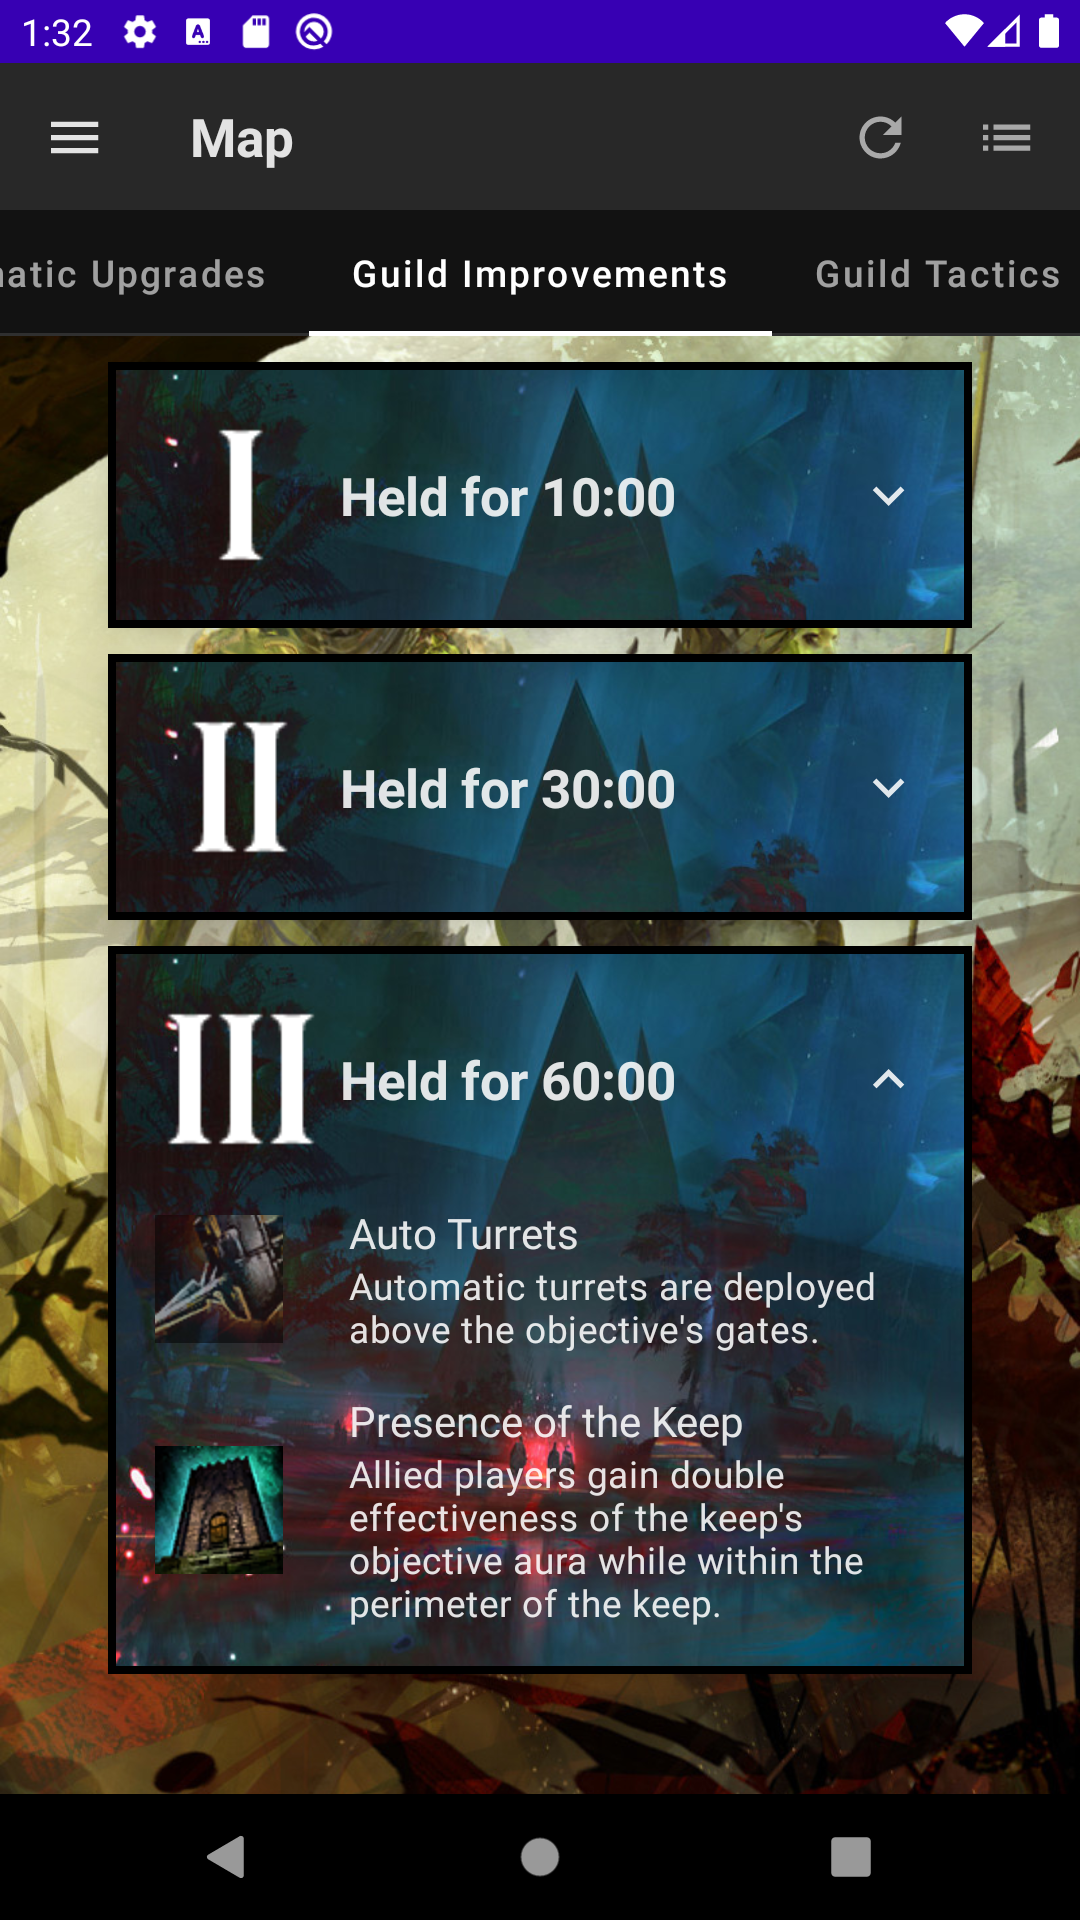 1:32
Map
atic Upgrades
Guild Improvements
Guild Tactics
I
Held for 10:00
II
Held for 30:00
III
Held for 60:00
Auto Turrets
Automatic turrets are deployed
above the objective's gates.
Presence of the Keep
Allied players gain double
effectiveness of the keep's
objective aura while within the
perimeter of the keep.